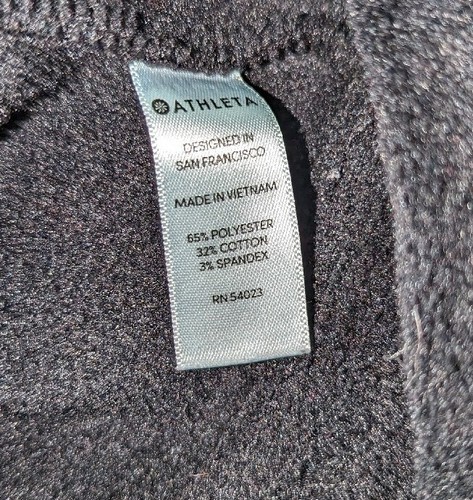 ATHLETA
DESIGNED IN
SAN FRANCISCO
MADE IN VIETNAM
65% POLYESTER
32% COTTON
3% SPANDEX
RN 54023